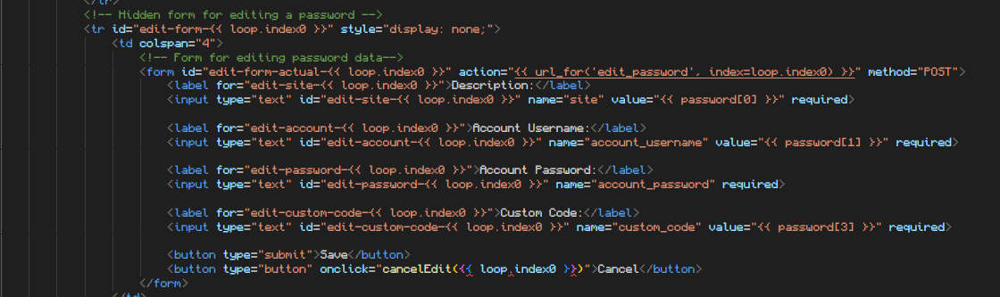 </tr>
<!-- Hidden form for editing a password -->
<tr id="edit-form-{{ loop.index0 }}" style="display: none;">
<td colspan="4">
<!-- Form for editing password data-->
<form id="edit-form-actual-{{ loop.index0 }}" action="{{ url_for('edit_password', index=loop.index0) }}" method="POST">
<label for="edit-site-{{ loop.index0 }}">Description:</label>
<input type="text" id="edit-site-{{ loop.index0 }}" name="site" value="{{ password[0] }}" required>
<label for="edit-account-{{ loop.index0 }}">Account Username:</label>
<input type="text" id="edit-account-{{ loop.index0 }}" name="account_username" value="{{ password[1] }}" required>
<label for="edit-password-{{ loop.index0 }}">Account Password:</label>
<input type="text" id="edit-password-{{ loop.index0 }}" name="account_password" required>
<label for="edit-custom-code-{{ loop.index0 }}">Custom Code:</label>
<input type="text" id="edit-custom-code-{{ loop.index0 }}" name="custom_code" value="{{ password[3] }}" required>
<button type="submit">Save</button>
<button type="button" onclick="cancelEdit({{ loop.index0 }})">Cancel</button>
</form>
</td>